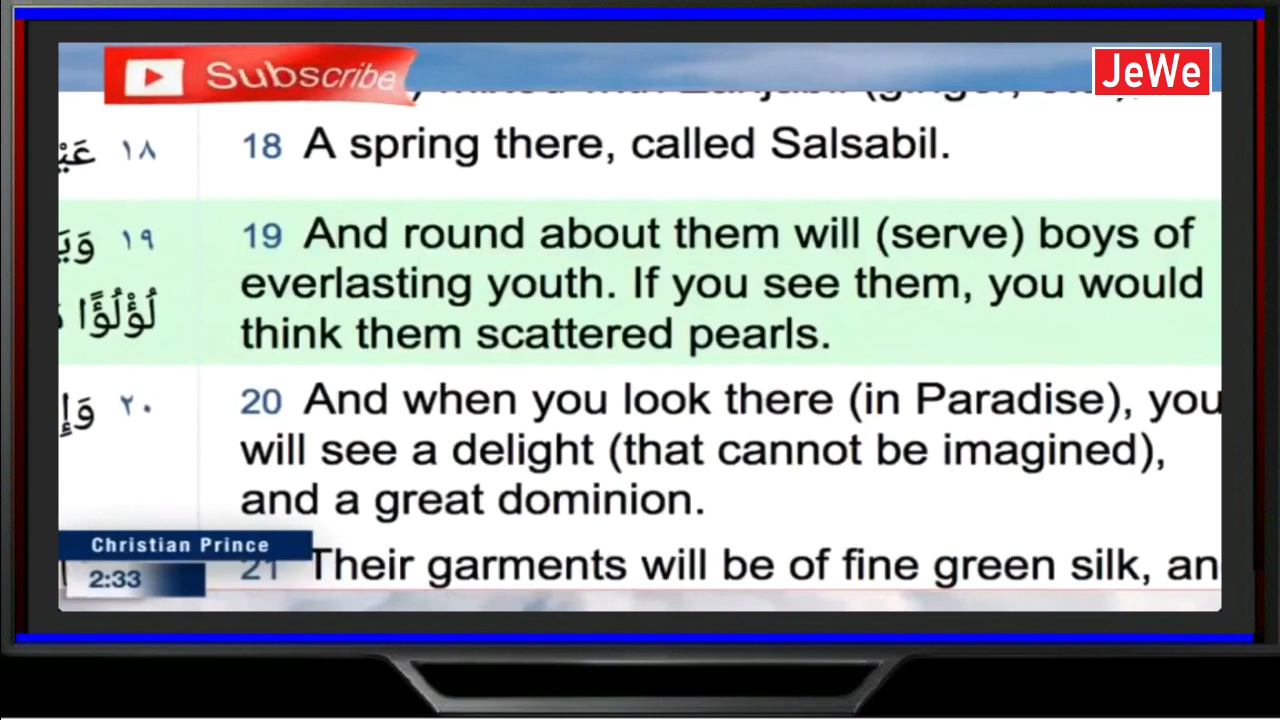 Subscribe
JeWe
18 A spring there, called Salsabil.
١٨
19 And round about them will (serve) boys of
١٩
everlasting youth. If you see them, you would
لُؤْلُؤًا
think them scattered pearls.
20 And when you look there (in Paradise), you
٢٠
will see a delight (that cannot be imagined),
and a great dominion.
Christian Prince
21 Their garments will be of fine green silk, an
2:33